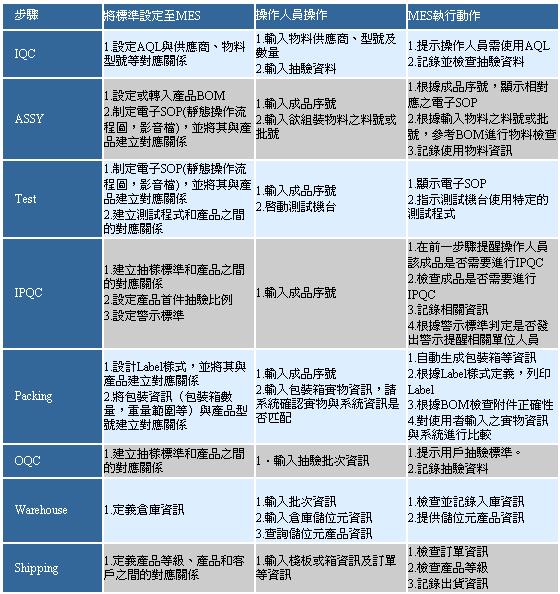 步驟
將標準設定至MES
操作人員操作
MES執行動作
IQC
1.設定AQL與供應商、物料
型號等對應關係
1.輸入物料供應商、型號及
數量
2.輸入抽驗資料
1.提示操作人員需使用AQL
2.記錄並檢查抽驗資料
ASSY
1.設定或轉入產品BOM
2.制定電子SOP(靜態操作流
程圖，影音檔)，並將其與產
品建立對應關係
1.輸入成品序號
2.輸入欲組裝物料之料號或
批號
1.根據成品序號，顯示相對
應之電子SOP
2.根據輸入物料之料號或批
號，參考BOM進行物料檢查
3.記錄使用物料資訊
Test
1.制定電子SOP(靜態操作流
程圖，影音檔)，並將其與產
品建立對應關係
2.建立測試程式和產品之間
的對應關係
1.輸入成品序號
2.啓動測試機台
1.顯示電子SOP
2.指示測試機台使用特定的
測試程式
IPQC
1.建立抽樣標準和產品之間
的對應關係
2.設定產品首件抽驗比例
3.設定警示標準
1.輸入成品序號
1.在前一步驟提醒操作人員
該成品是否需要進行IPQC
2.檢查成品是否需要進行
IPQC
3.記錄相關資訊
4.根據警示標準判定是否發
出警示提醒相關單位人員
Packing
1.設計Label樣式，並將其與
產品建立對應關係
2.將包裝資訊（包裝箱數
量，重量範圍等）與產品型
號建立對應關係
1.輸入成品序號
2.輸入包裝箱實物資訊，請
系統確認實物與系統資訊是
否匹配
1.自動生成包裝箱等資訊
2.根據Label樣式定義，列印
Label
3.根據BOM檢查附件正確性
4.對使用者輸入之實物資訊
與系統進行比較
OQC
1.建立抽樣標準和產品之間
的對應關係
1．輸入抽驗批次資訊
1.提示用戶抽驗標準。
2.記錄抽驗資料
Warehouse
1.定義倉庫資訊
1.輸入批次資訊
2.輸入倉庫儲位元資訊
3.查詢儲位元產品資訊
1.檢查並記錄入庫資訊
2.提供儲位元產品資訊
Shipping
1.定義產品等級、產品和客
戶之間的對應關係
1.輸入棧板或箱資訊及訂單
等資訊
1.檢查訂單資訊
2.檢查產品等級
3.記錄出貨資訊